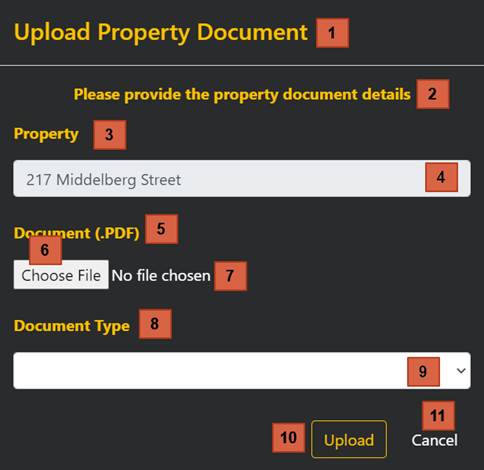 Upload Property Document 1
Please provide the property document details 2
Property 3
217 Middelberg Street 4
Document (.PDF) 5
6
Choose File No file chosen 7
Document Type 8
9
11
10 Upload Cancel